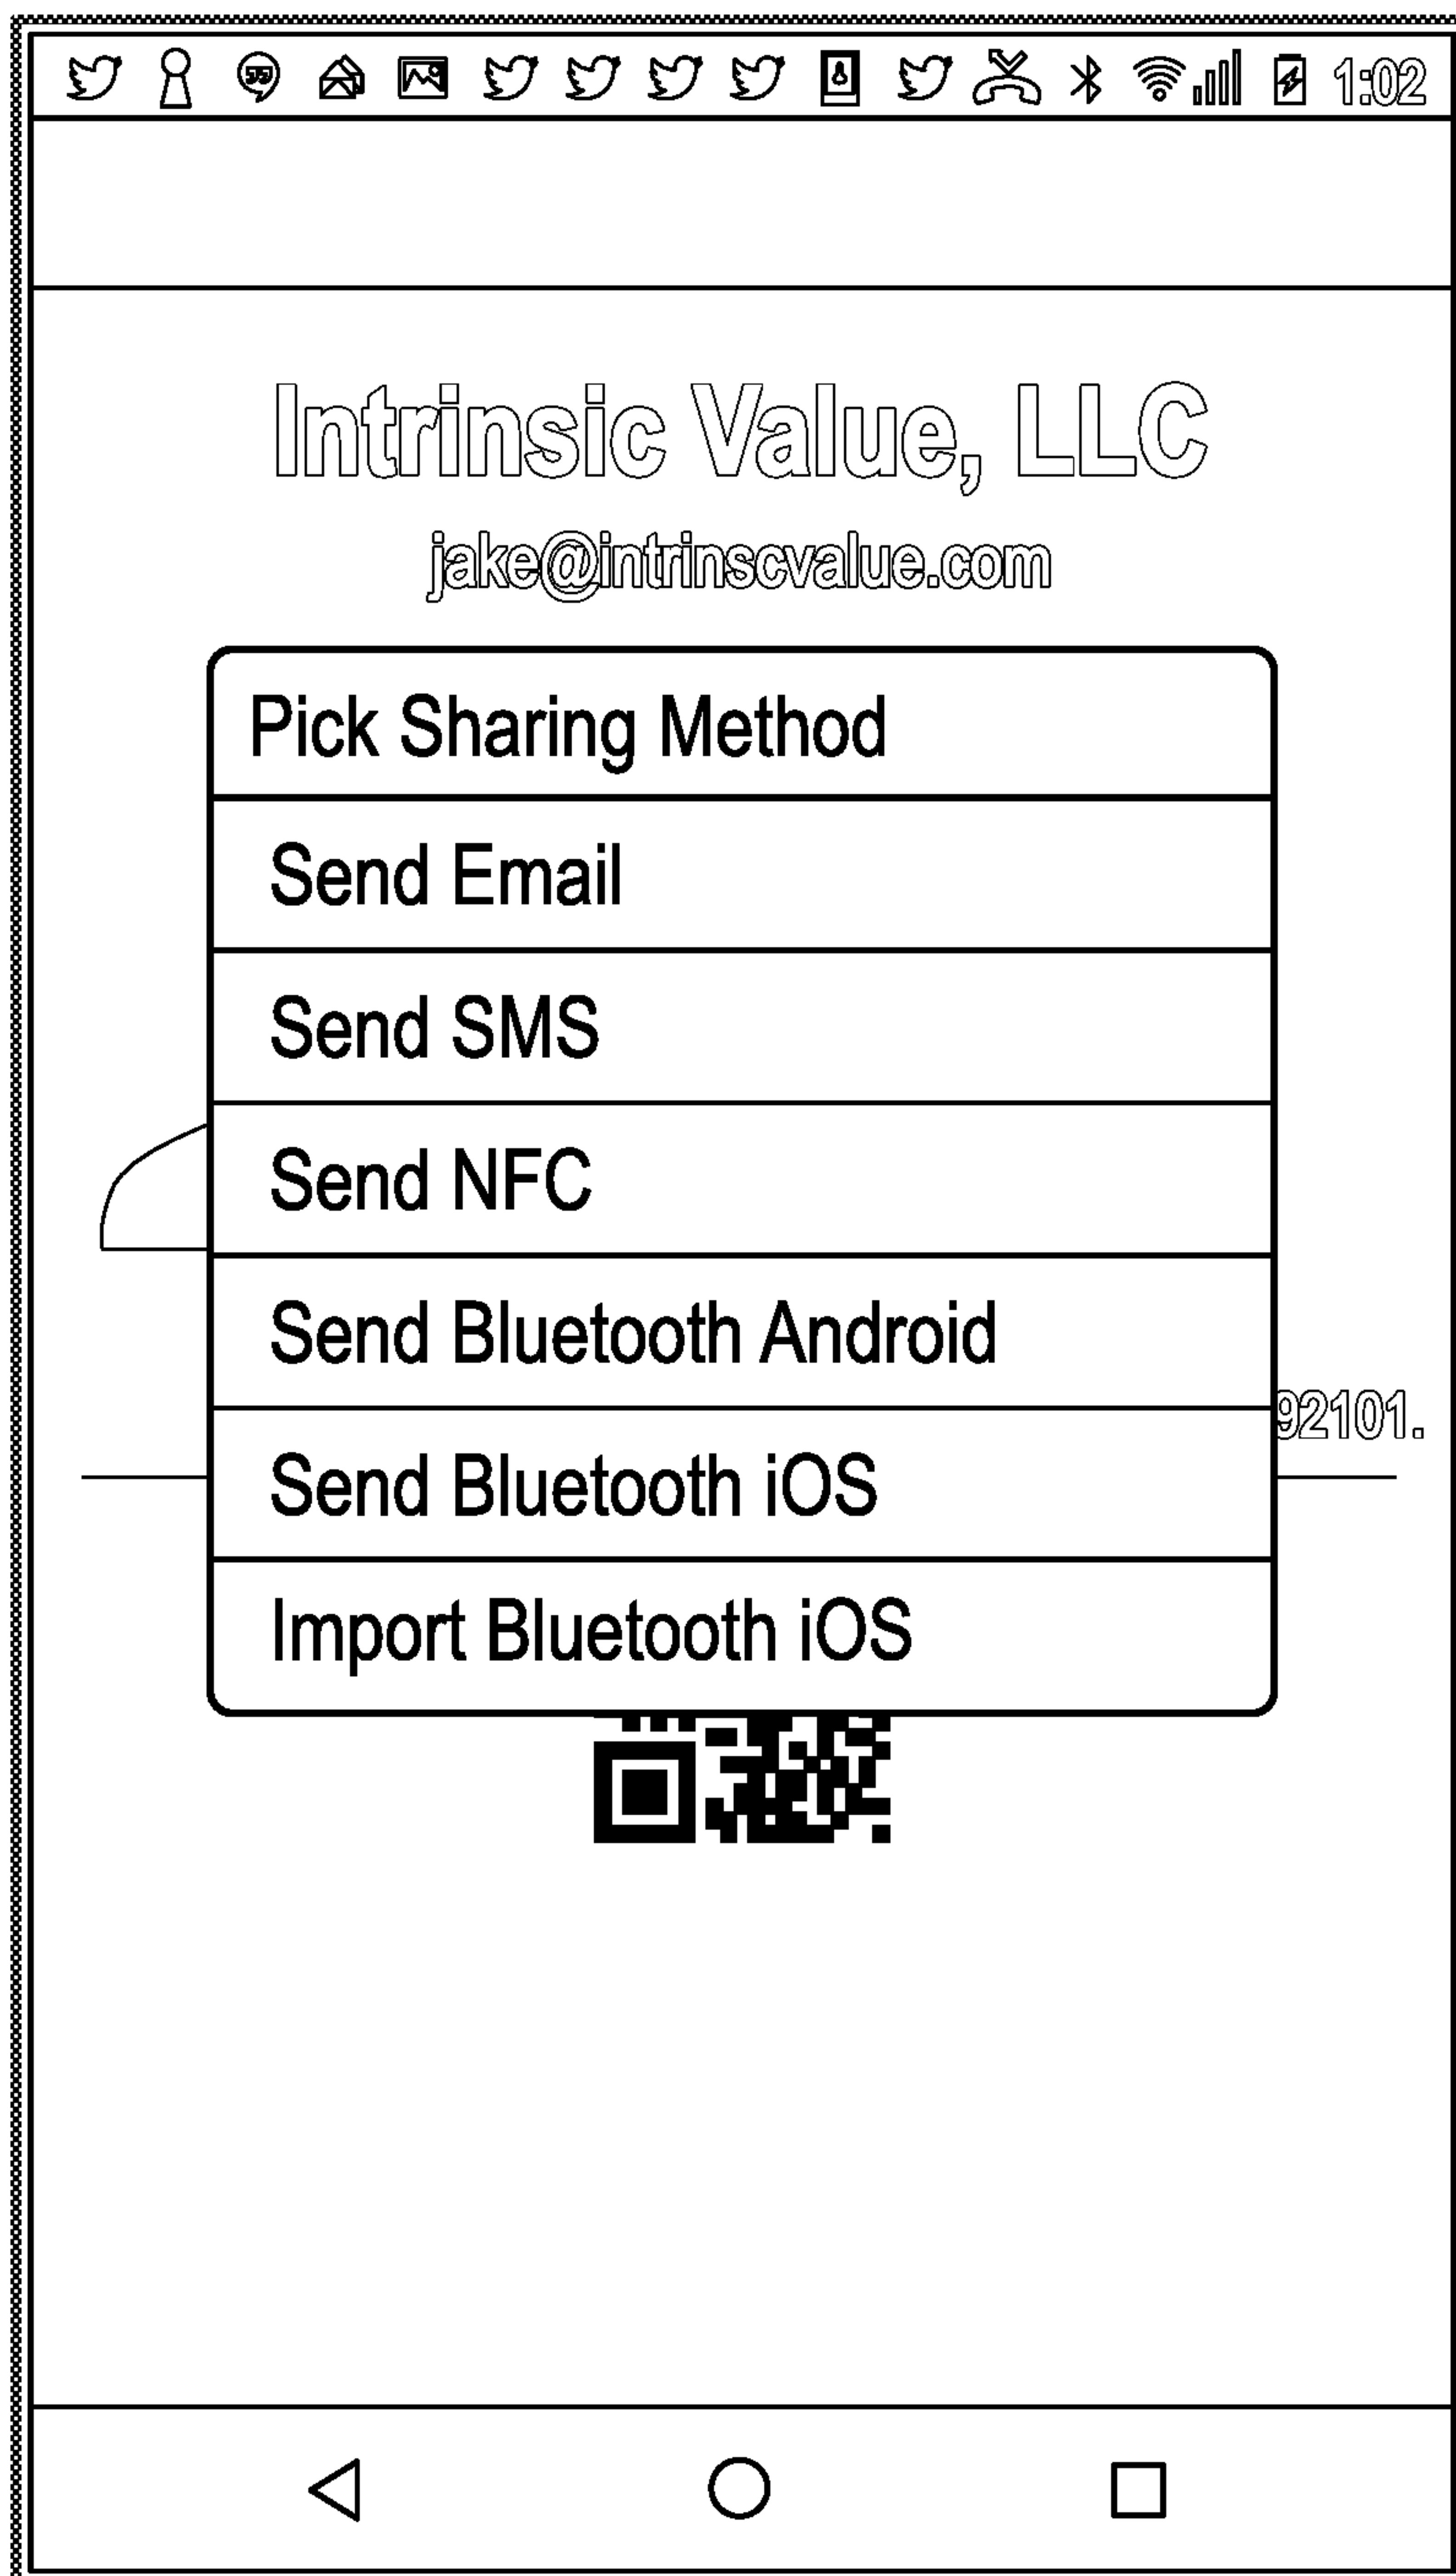 1:02
Intrinsic Value, LLC
jake@intrinscvalue.com
Pick Sharing Method
Send Email
Send SMS
Send NFC
Send Bluetooth Android
92101.
Send Bluetooth iOS
Import Bluetooth iOS